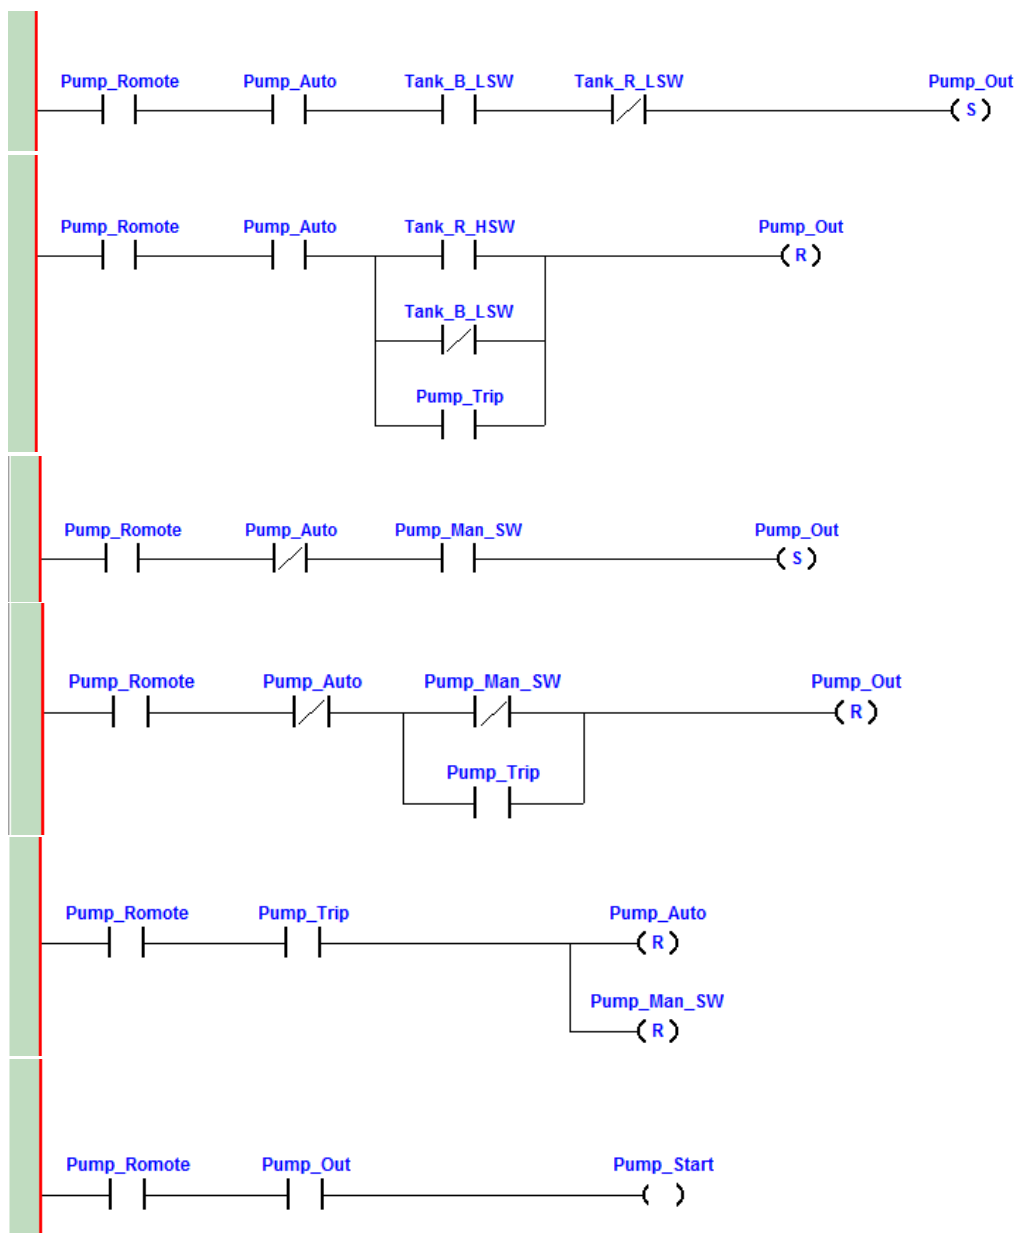 Pump_Romote Pump_Auto Tank_B_LSW Tank_R_LSW Pump_Out
S
Pump_Romote Pump_Auto Tank_R_HSW Pump_Out
R
Tank_B_LSW
Pump_Trip
Pump_Romote Pump_Auto Pump_Man_SW Pump_Out
S
Pump_Romote Pump_Auto Pump_Man_SW Pump_Out
R
Pump_Trip
Pump_Romote Pump_Trip Pump_Auto
R
Pump_Man_SW
R
Pump_Romote Pump_Out Pump_Start